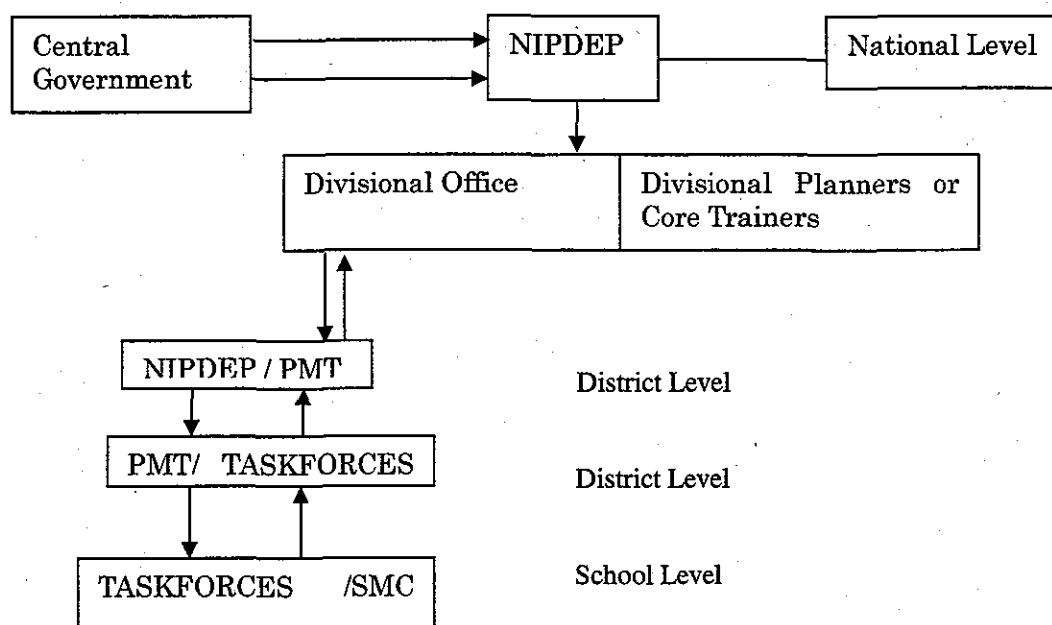 Central
Government
NIPDEP
National Level
Divisional Office
Divisional Planners or
Core Trainers
NIPDEP / PMT
District Level
PMT/ TASKFORCES
District Level
TASKFORCES /SMC
School Level